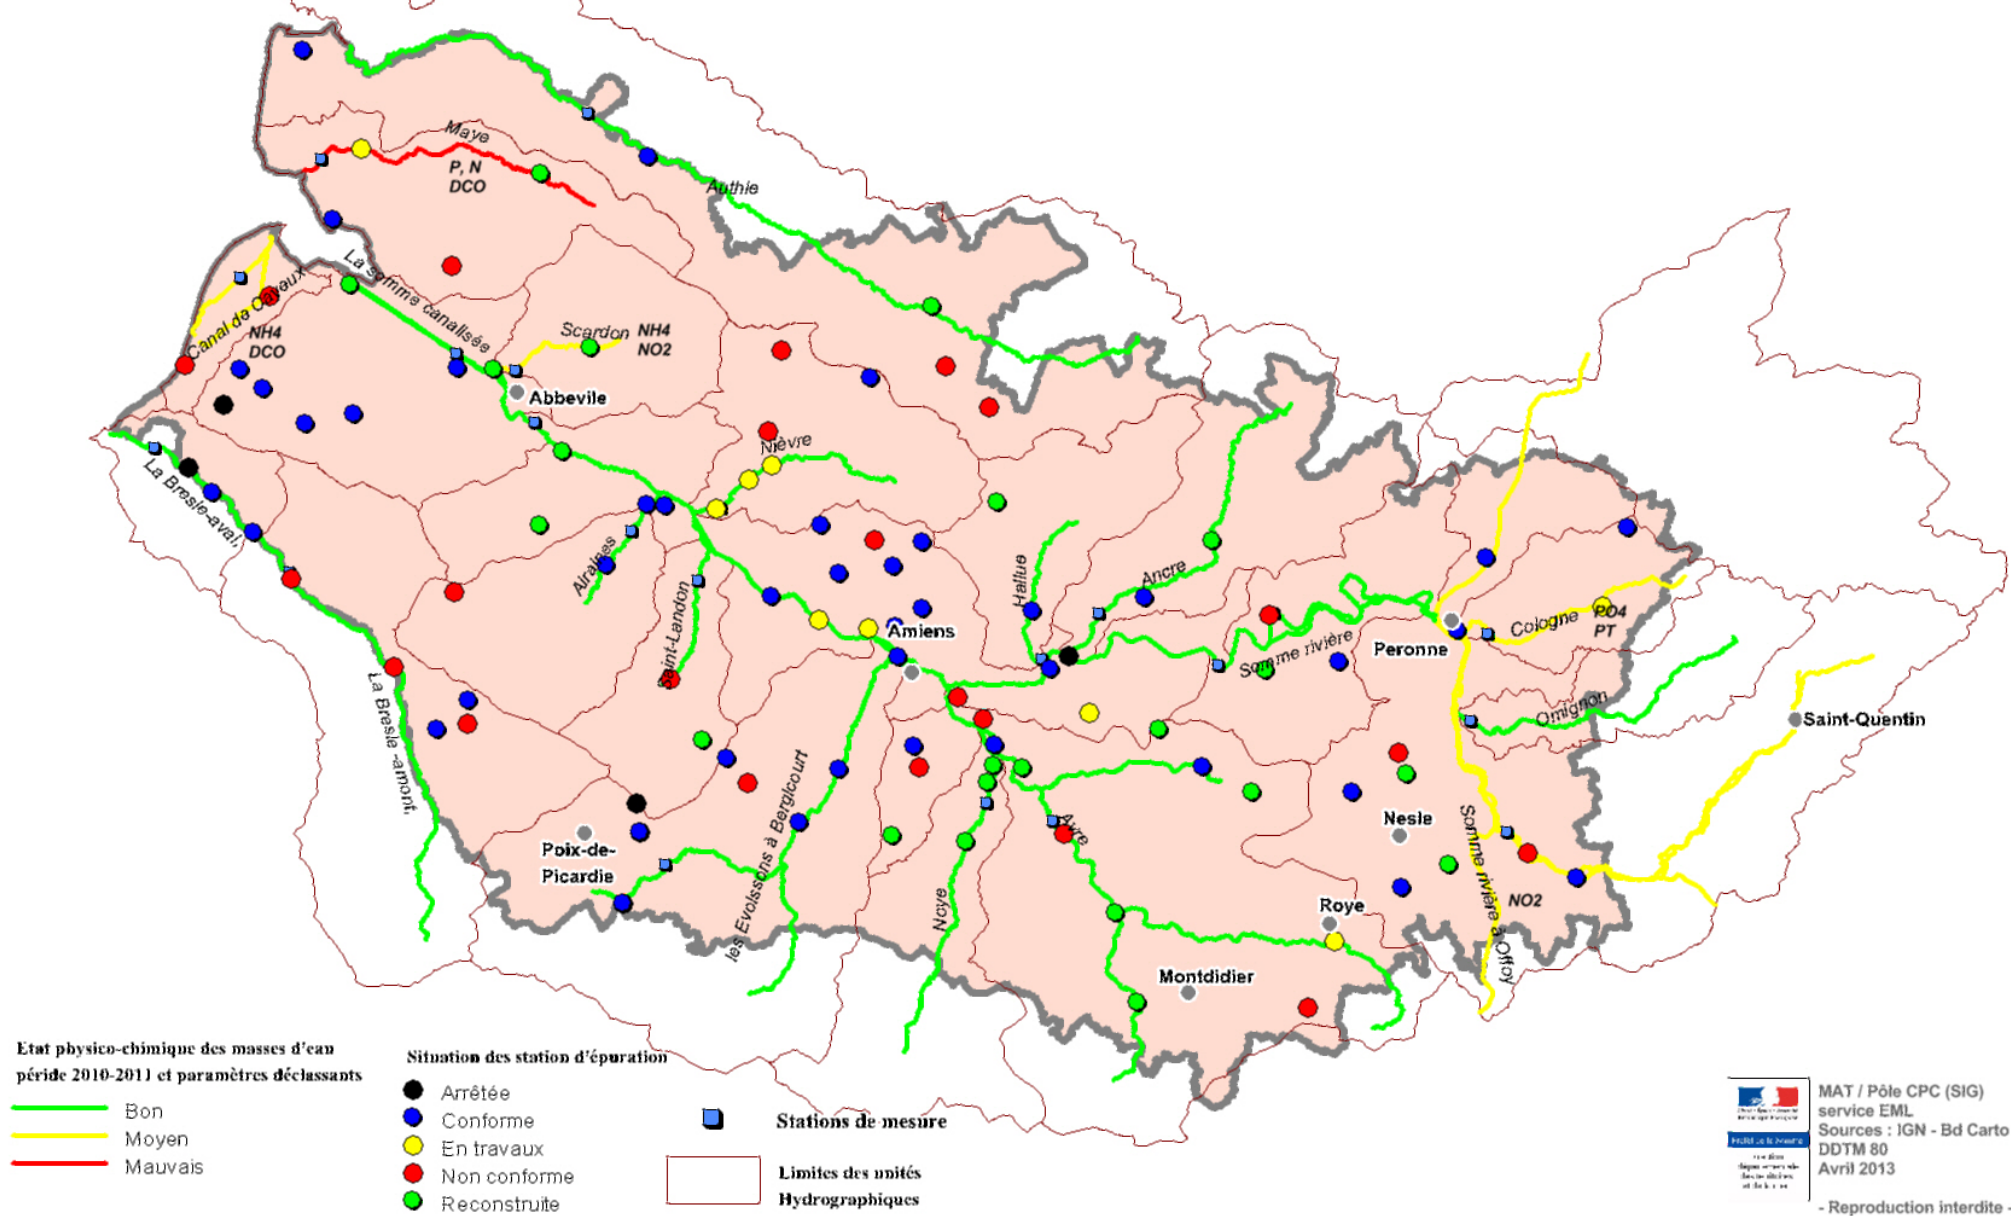 Maye
P, N
DCO
Authie
La somme canalisée
Canal de Cayeux
NH4
DCO
Scardon
NH4
NO2
Abbevile
Nièvre
La Bresle-aval,
Airaines
Saint-Landon
Hallue
Ancre
Amiens
Somme rivière
Peronne
Cologne
PO4
PT
Omignon
Saint-Quentin
La Bresle-amont,
les Evoissons à Bergicourt
Poix-de-
Picardie
Avre
Noye
Nesle
Somme rivière à Offoy
NO2
Roye
Montdidier
Etat physico-chimique des masses d'eau
péride 2010-2011 et paramètres déclassants
Bon
Moyen
Mauvais
Situation des station d'épuration
Arrêtée
Conforme
En travaux
Non conforme
Reconstruite
Stations de mesure
Limites des unités
Hydrographiques
MAT / Pôle CPC (SIG)
service EML
Sources : IGN - Bd Carto
DDTM 80
Avril 2013
- Reproduction interdite -